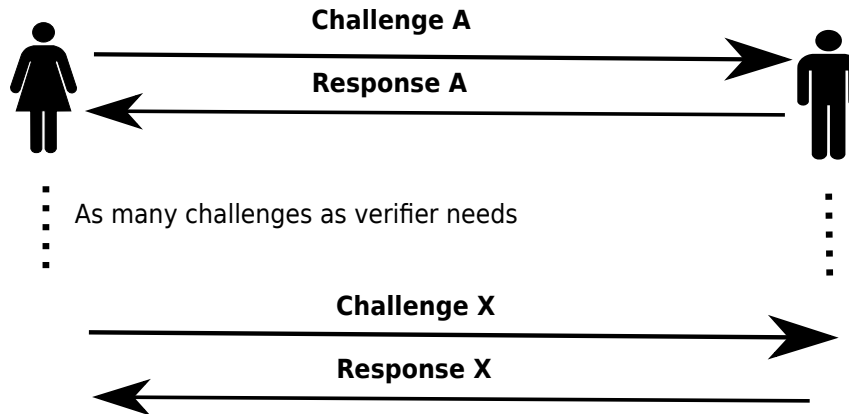 Challenge A
Response A
As many challenges as verifier needs
Challenge X
Response X